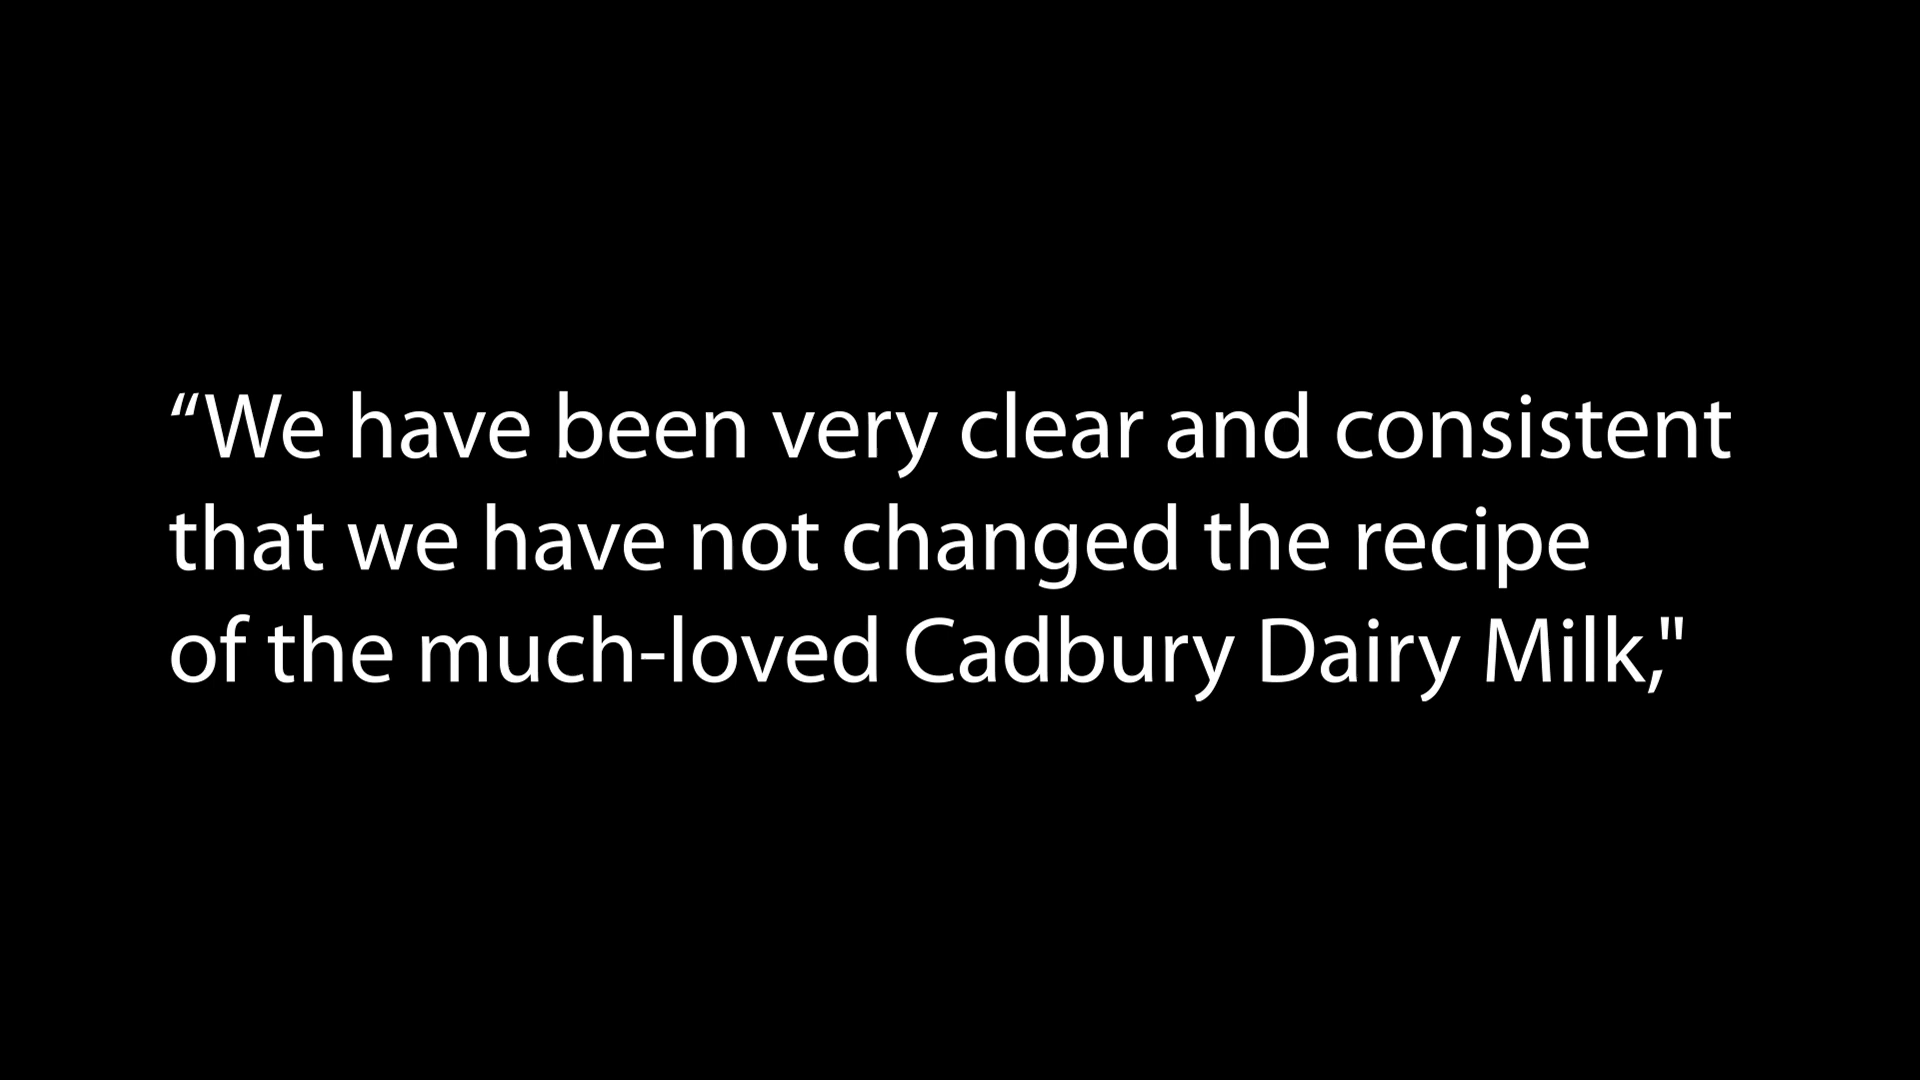 “We have been very clear and consistent
that we have not changed the recipe
of the much-loved Cadbury Dairy Milk,"